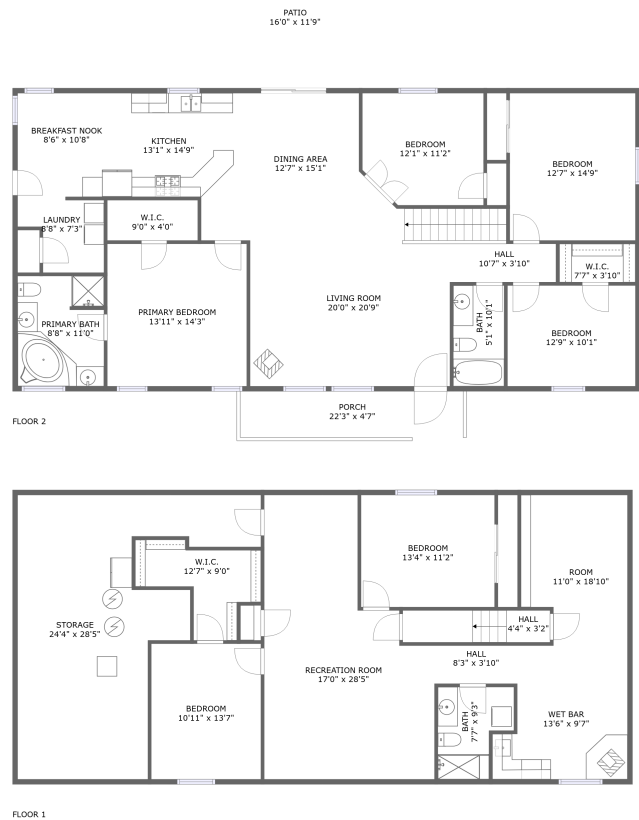 PATIO
16'0" x 11'9"
BREAKFAST NOOK
8'6" x 10'8"
KITCHEN
13'1" x 14'9"
DINING AREA
12'7" x 15'1"
BEDROOM
12'1" x 11'2"
BEDROOM
12'7" x 14'9"
LAUNDRY
8'8" x 7'3"
W.I.C.
9'0" x 4'0"
HALL
10'7" x 3'10"
W.I.C.
7'7" x 3'10"
PRIMARY BEDROOM
13'11" x 14'3"
LIVING ROOM
20'0" x 20'9"
PRIMARY BATH
8'8" x 11'0"
BATH
5'1" x 10'1"
BEDROOM
12'9" x 10'1"
PORCH
22'3" x 4'7"
FLOOR 2
BEDROOM
13'4" x 11'2"
W.I.C.
12'7" x 9'0"
ROOM
11'0" x 18'10"
STORAGE
24'4" x 28'5"
HALL
4'4" x 3'2"
HALL
8'3" x 3'10"
RECREATION ROOM
17'0" x 28'5"
BEDROOM
10'11" x 13'7"
BATH
7'7" x 9'3"
WET BAR
13'6" x 9'7"
FLOOR 1